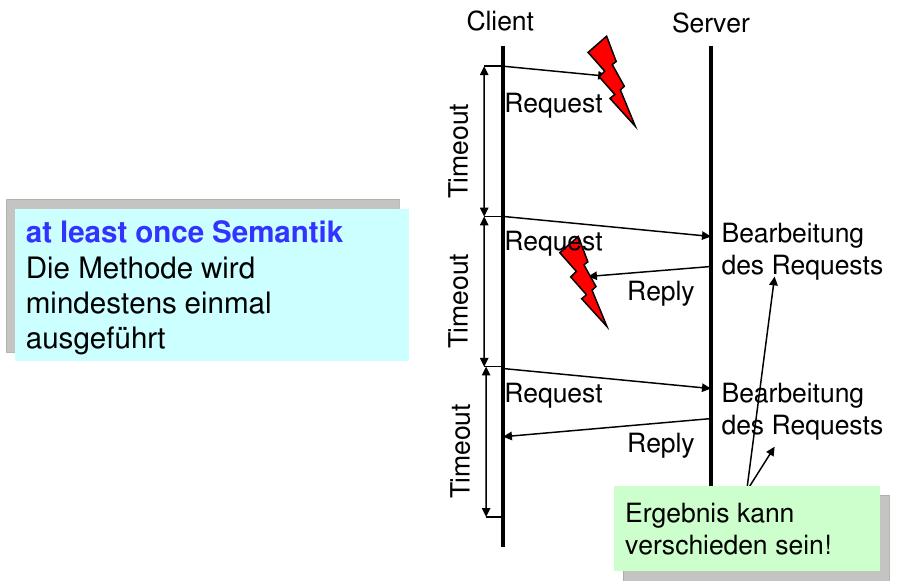 Client
Server
Timeout
Request
at least once Semantik
Die Methode wird
mindestens einmal
ausgeführt
Timeout
Request
Bearbeitung
des Requests
Reply
Timeout
Request
Bearbeitung
des Requests
Reply
Ergebnis kann
verschieden sein!